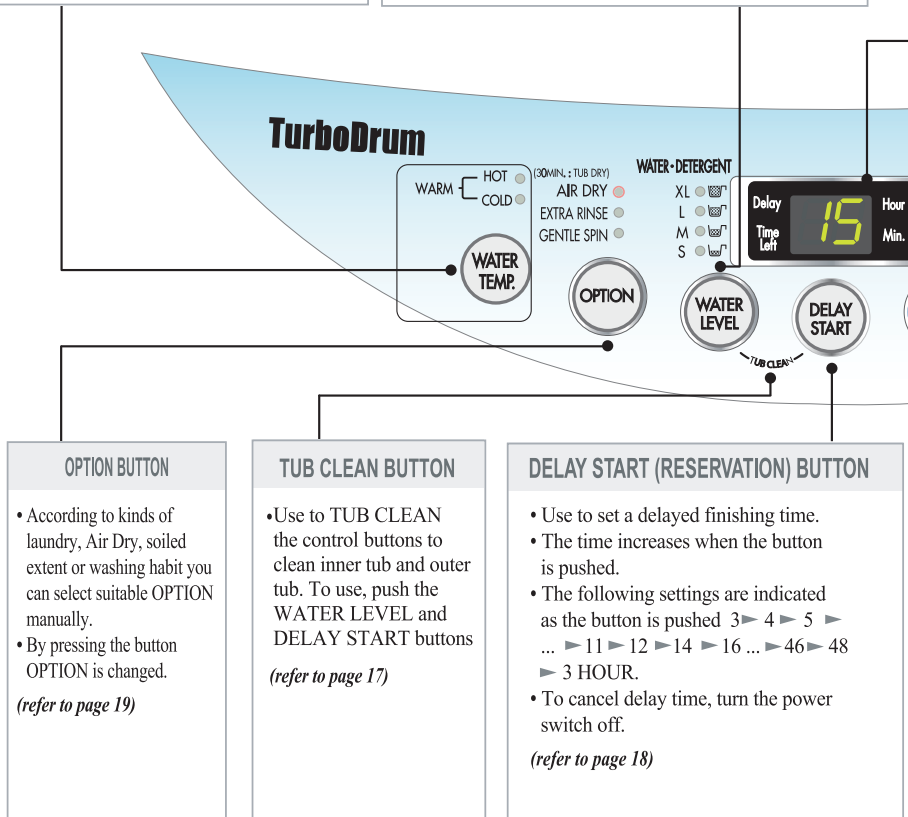 TurboDrum
WARM
HOT
COLD
WATER
TEMP.
(30MIN. : TUB DRY)
AIR DRY
EXTRA RINSE
GENTLE SPIN
OPTION
WATER • DETERGENT
XL
L
M
S
WATER
LEVEL
TUB CLEAN
Delay
Time
Left
15
Hour
Min.
DELAY
START
OPTION BUTTON
• According to kinds of
laundry, Air Dry, soiled
extent or washing habit you
can select suitable OPTION
manually.
• By pressing the button
OPTION is changed.
(refer to page 19)
TUB CLEAN BUTTON
•Use to TUB CLEAN
the control buttons to
clean inner tub and outer
tub. To use, push the
WATER LEVEL and
DELAY START buttons
(refer to page 17)
DELAY START (RESERVATION) BUTTON
• Use to set a delayed finishing time.
• The time increases when the button
is pushed.
• The following settings are indicated
as the button is pushed 3► 4 ► 5 ►
... ►11 ► 12 ►14 ► 16 ... ►46► 48
► 3 HOUR.
• To cancel delay time, turn the power
switch off.
(refer to page 18)